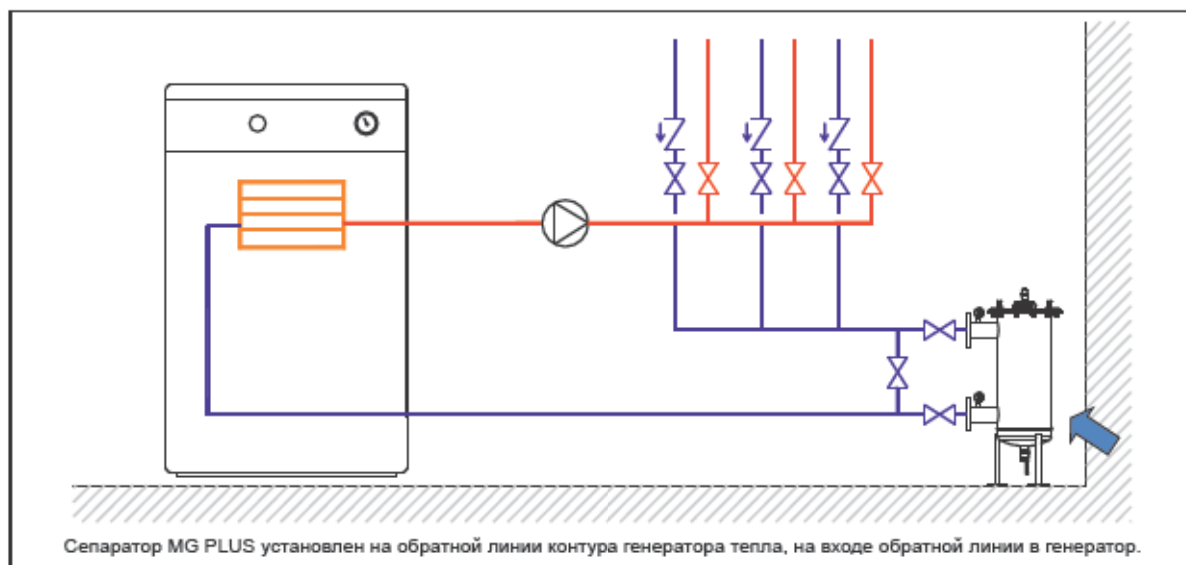 Сепаратор MG PLUS установлен на обратной линии контура генератора тепла, на входе обратной линии в генератор.